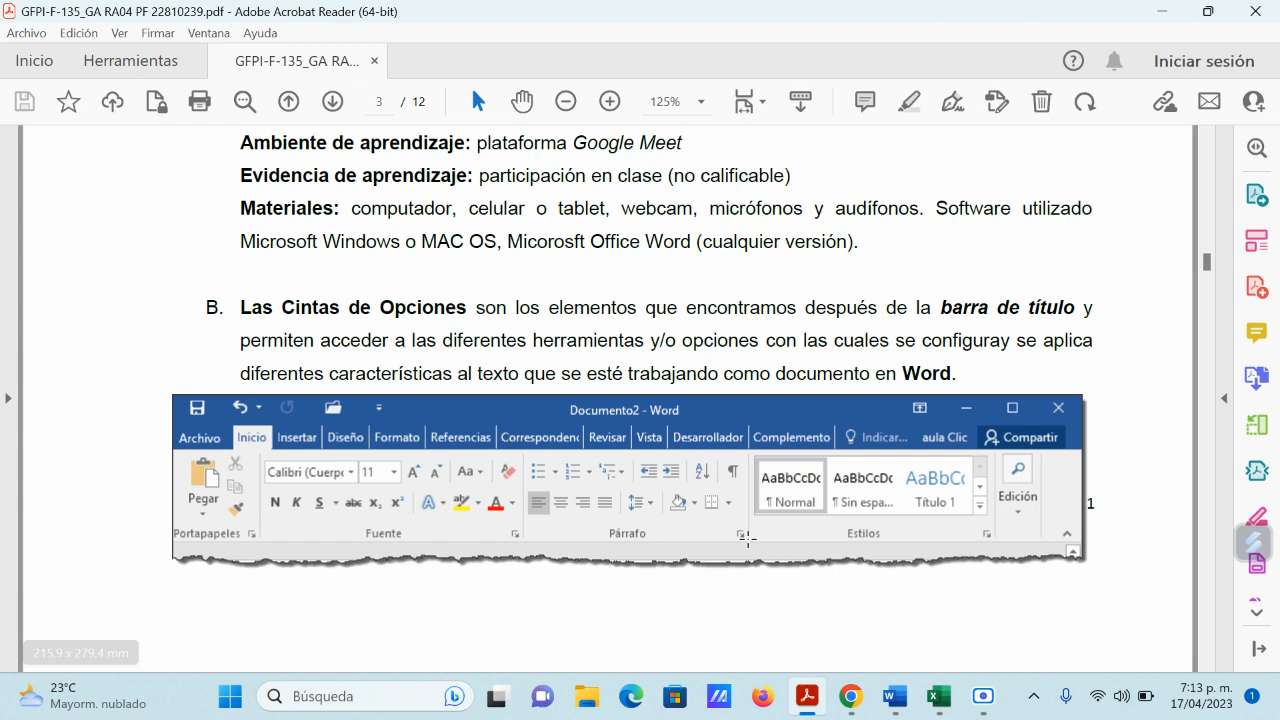 GFPI-F-135_GA RA04 PF 22810239.pdf - Adobe Acrobat Reader (64-bit)
Archivo Edición Ver Firmar Ventana Ayuda
Inicio Herramientas GFPI-F-135_GA RA... × Iniciar sesión
3 / 12 125%
Ambiente de aprendizaje: plataforma Google Meet
Evidencia de aprendizaje: participación en clase (no calificable)
Materiales: computador, celular o tablet, webcam, micrófonos y audífonos. Software utilizado
Microsoft Windows o MAC OS, Micorosft Office Word (cualquier versión).
B. Las Cintas de Opciones son los elementos que encontramos después de la barra de título y
permiten acceder a las diferentes herramientas y/o opciones con las cuales se configuray se aplica
diferentes características al texto que se esté trabajando como documento en Word.
Documento2 - Word
Archivo Inicio Insertar Diseño Formato Referencias Correspondenc Revisar Vista Desarrollador Complemento Indicar... aula Clic Compartir
Calibri (Cuerpo 11 Aa AaBbCcDc AaBbCcDc AaBbCc
Pegar N K S abc x₂ x² A ¶ Normal ¶ Sin espa... Título 1 Edición
1
Portapapeles Fuente Párrafo Estilos
215,9 x 279,4 mm
23°C
Mayorm. nublado
Búsqueda
7:13 p. m.
17/04/2023
1